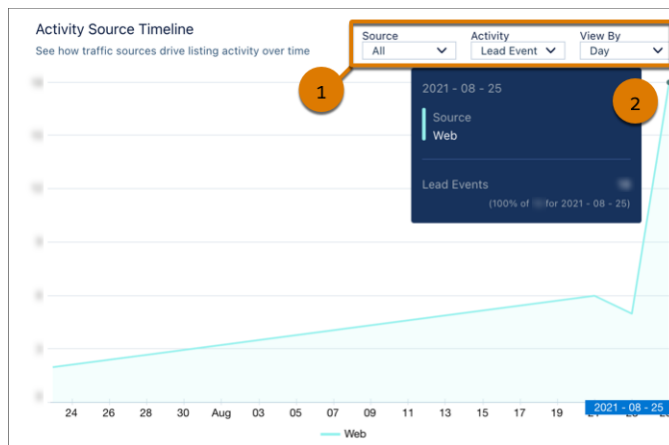 Activity Source Timeline
See how traffic sources drive listing activity over time
Source
All
Activity
Lead Event
View By
Day
1
2
2021 - 08 - 25
Source
Web
Lead Events
(100% of for 2021 - 08 - 25)
24 26 28 30 Aug 03 05 07 09 11 13 15 17 19
2021 - 08 - 25
Web